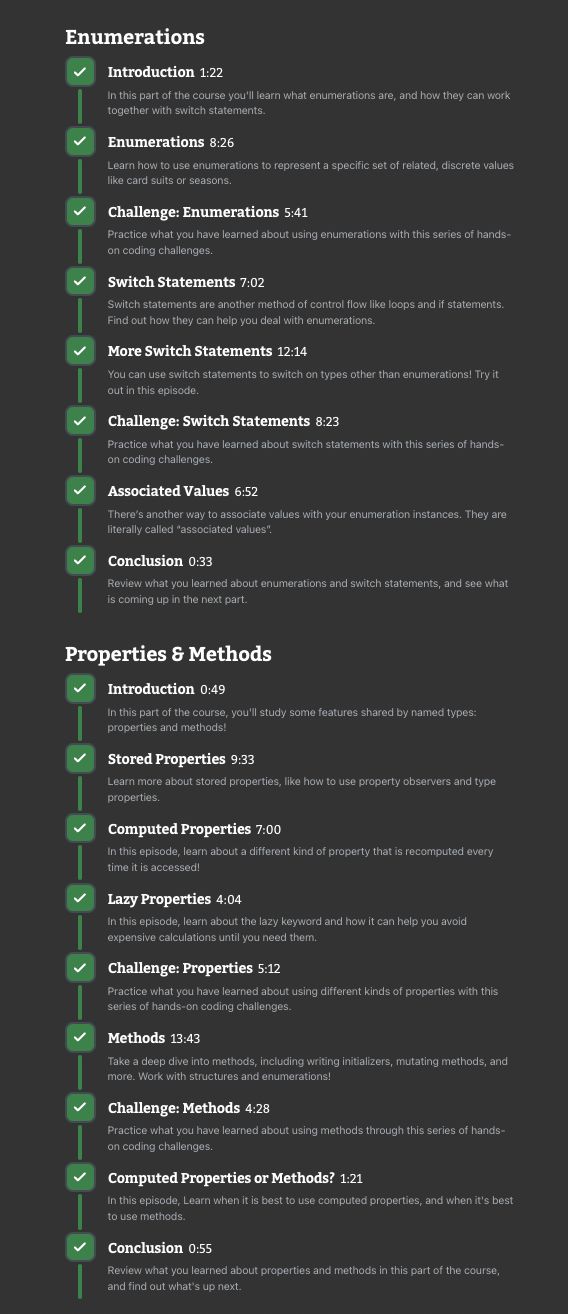 Enumerations
Introduction 1:22
In this part of the course you'll learn what enumerations are, and how they can work
together with switch statements.
Enumerations 8:26
Learn how to use enumerations to represent a specific set of related, discrete values
like card suits or seasons.
Challenge: Enumerations 5:41
Practice what you have learned about using enumerations with this series of hands-
on coding challenges.
Switch Statements 7:02
Switch statements are another method of control flow like loops and if statements.
Find out how they can help you deal with enumerations.
More Switch Statements 12:14
You can use switch statements to switch on types other than enumerations! Try it
out in this episode.
Challenge: Switch Statements 8:23
Practice what you have learned about switch statements with this series of hands-
on coding challenges.
Associated Values 6:52
There's another way to associate values with your enumeration instances. They are
literally called “associated values”.
Conclusion 0:33
Review what you learned about enumerations and switch statements, and see what
is coming up in the next part.
Properties & Methods
Introduction 0:49
In this part of the course, you'll study some features shared by named types:
properties and methods!
Stored Properties 9:33
Learn more about stored properties, like how to use property observers and type
properties.
Computed Properties 7:00
In this episode, learn about a different kind of property that is recomputed every
time it is accessed!
Lazy Properties 4:04
In this episode, learn about the lazy keyword and how it can help you avoid
expensive calculations until you need them.
Challenge: Properties 5:12
Practice what you have learned about using different kinds of properties with this
series of hands-on coding challenges.
Methods 13:43
Take a deep dive into methods, including writing initializers, mutating methods, and
more. Work with structures and enumerations!
Challenge: Methods 4:28
Practice what you have learned about using methods through this series of hands-
on coding challenges.
Computed Properties or Methods? 1:21
In this episode, Learn when it is best to use computed properties, and when it's best
to use methods.
Conclusion 0:55
Review what you learned about properties and methods in this part of the course,
and find out what's up next.